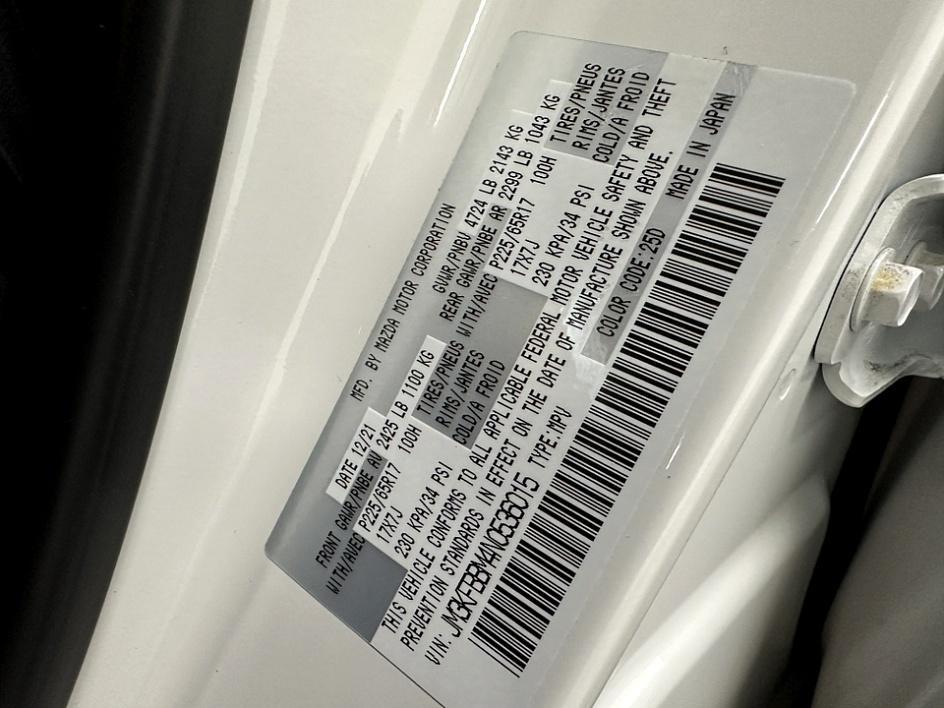 MFD. BY MAZDA MOTOR CORPORATION
DATE 12/21 GVWR/PNBV 4724 LB 2143 KG
FRONT GAWR/PNBE AV 2425 LB 1100 KG REAR GAWR/PNBE AR 2299 LB 1043 KG
WITH/AVEC P225/65R17 100H TIRES/PNEUS WITH/AVEC P225/65R17 100H TIRES/PNEUS
17X7J RIMS/JANTES 17X7J RIMS/JANTES
230 KPA/34 PSI COLD/A FROID 230 KPA/34 PSI COLD/A FROID
THIS VEHICLE CONFORMS TO ALL APPLICABLE FEDERAL MOTOR VEHICLE SAFETY AND THEFT
PREVENTION STANDARDS IN EFFECT ON THE DATE OF MANUFACTURE SHOWN ABOVE.
VIN: JM3KFBBM4N0536015 TYPE:MPV COLOR CODE:25D MADE IN JAPAN